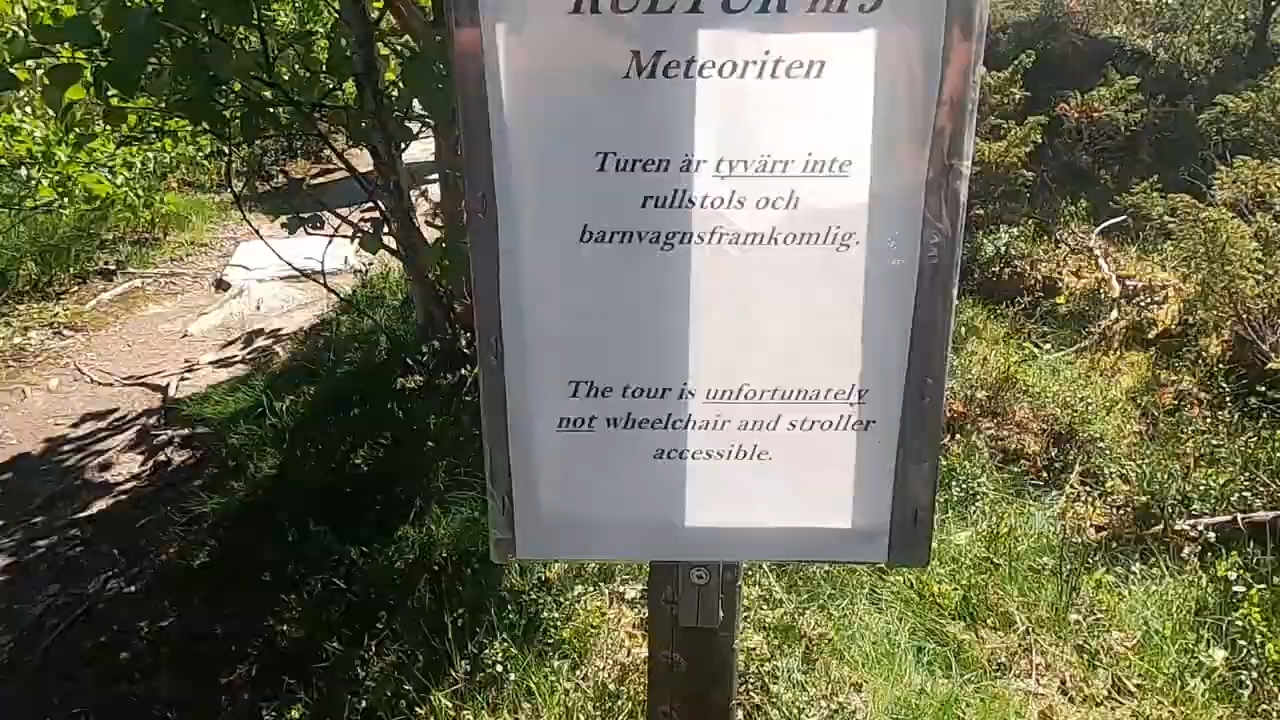 Meteoriten
Turen är tyvärr inte
rullstols och
barnvagnsframkomlig.
The tour is unfortunately
not wheelchair and stroller
accessible.